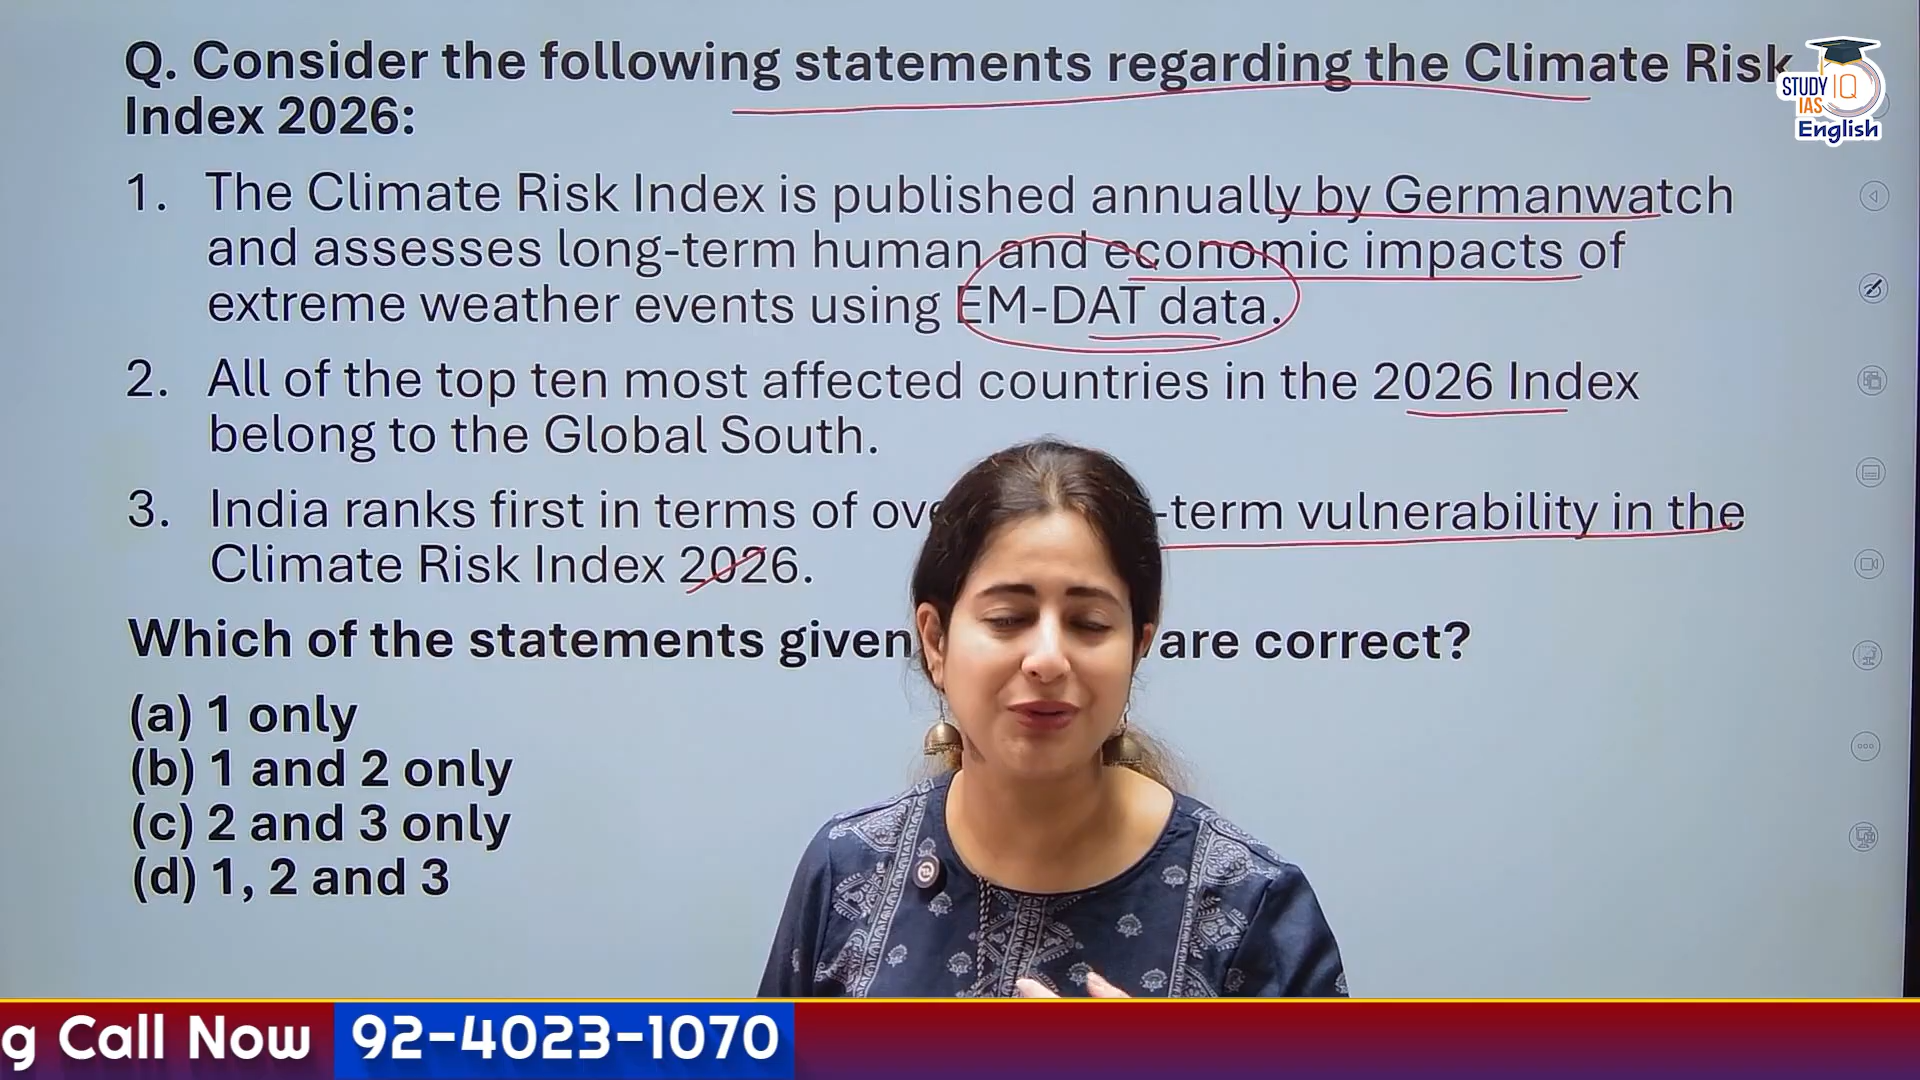 Q. Consider the following statements regarding the Climate Risk
Index 2026:
STUDY IQ
IAS
English
1. The Climate Risk Index is published annually by Germanwatch
and assesses long-term human and economic impacts of
extreme weather events using EM-DAT data.
2. All of the top ten most affected countries in the 2026 Index
belong to the Global South.
3. India ranks first in terms of -term vulnerability in the
Climate Risk Index 2026.
Which of the statements given are correct?
(a) 1 only
(b) 1 and 2 only
(c) 2 and 3 only
(d) 1, 2 and 3
g Call Now 92-4023-1070